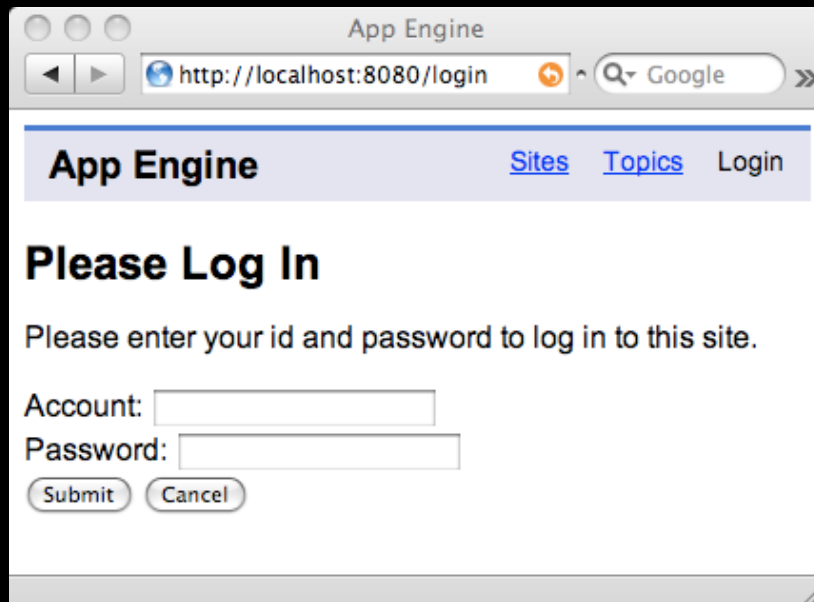 App Engine
http://localhost:8080/login Google
App Engine Sites Topics Login
Please Log In
Please enter your id and password to log in to this site.
Account:
Password:
Submit Cancel